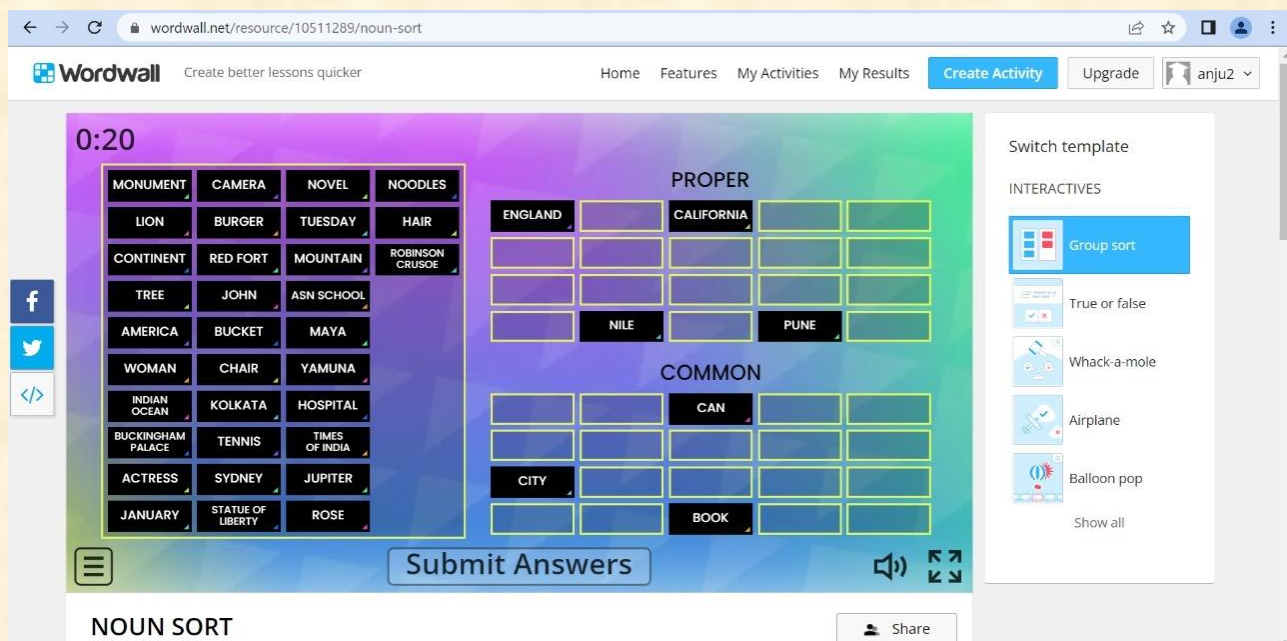 wordwall.net/resource/10511289/noun-sort
Wordwall Create better lessons quicker Home Features My Activities My Results Create Activity Upgrade anju2
0:20
MONUMENT CAMERA NOVEL NOODLES
LION BURGER TUESDAY HAIR
CONTINENT RED FORT MOUNTAIN ROBINSON
CRUSOE
TREE JOHN ASN SCHOOL
AMERICA BUCKET MAYA
WOMAN CHAIR YAMUNA
INDIAN
OCEAN
KOLKATA HOSPITAL
BUCKINGHAM
PALACE
TENNIS
TIMES
OF INDIA
ACTRESS SYDNEY JUPITER
JANUARY
STATUE OF
LIBERTY
ROSE
PROPER
ENGLAND CALIFORNIA
NILE PUNE
COMMON
CAN
CITY
BOOK
Submit Answers
Switch template
INTERACTIVES
Group sort
True or false
Whack-a-mole
Airplane
Balloon pop
Show all
f
</>
NOUN SORT
Share